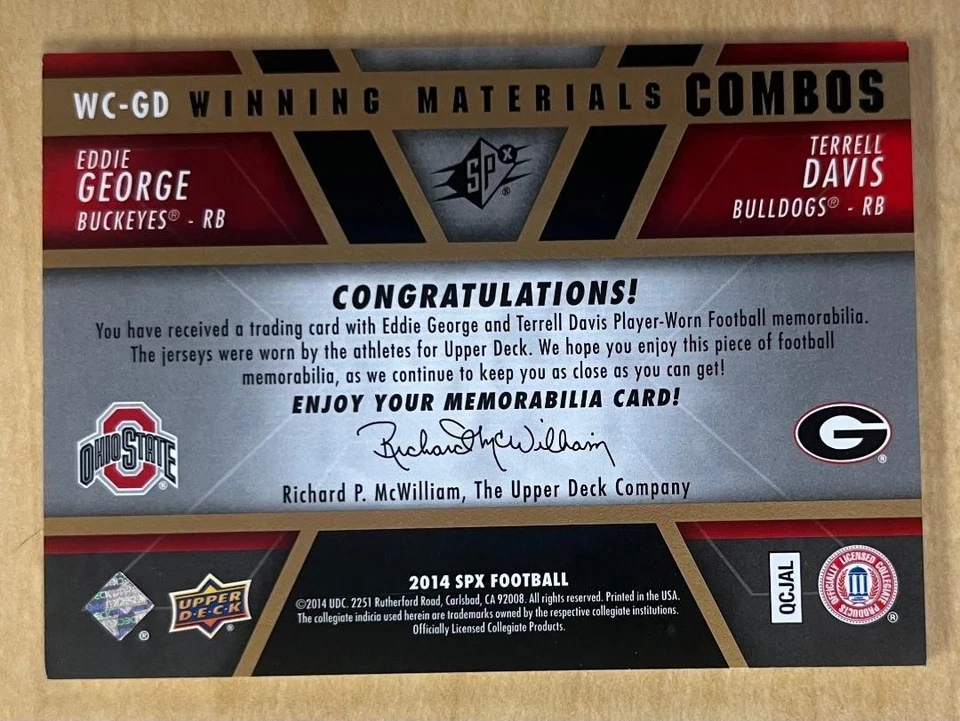 WC-GD WINNING MATERIALS COMBOS
EDDIE
GEORGE
BUCKEYES® - RB
SPX®
TERRELL
DAVIS
BULLDOGS® - RB
CONGRATULATIONS!
You have received a trading card with Eddie George and Terrell Davis Player-Worn Football memorabilia.
The jerseys were worn by the athletes for Upper Deck. We hope you enjoy this piece of football
memorabilia, as we continue to keep you as close as you can get!
ENJOY YOUR MEMORABILIA CARD!
OHIO STATE®
G®
Richard McWilliam
Richard P. McWilliam, The Upper Deck Company
UPPER
DECK®
2014 SPX FOOTBALL
©2014 UDC. 2251 Rutherford Road, Carlsbad, CA 92008. All rights reserved. Printed in the USA.
The collegiate indicia used herein are trademarks owned by the respective collegiate institutions.
Officially Licensed Collegiate Products.
QCJAL
OFFICIALLY LICENSED COLLEGIATE PRODUCTS®